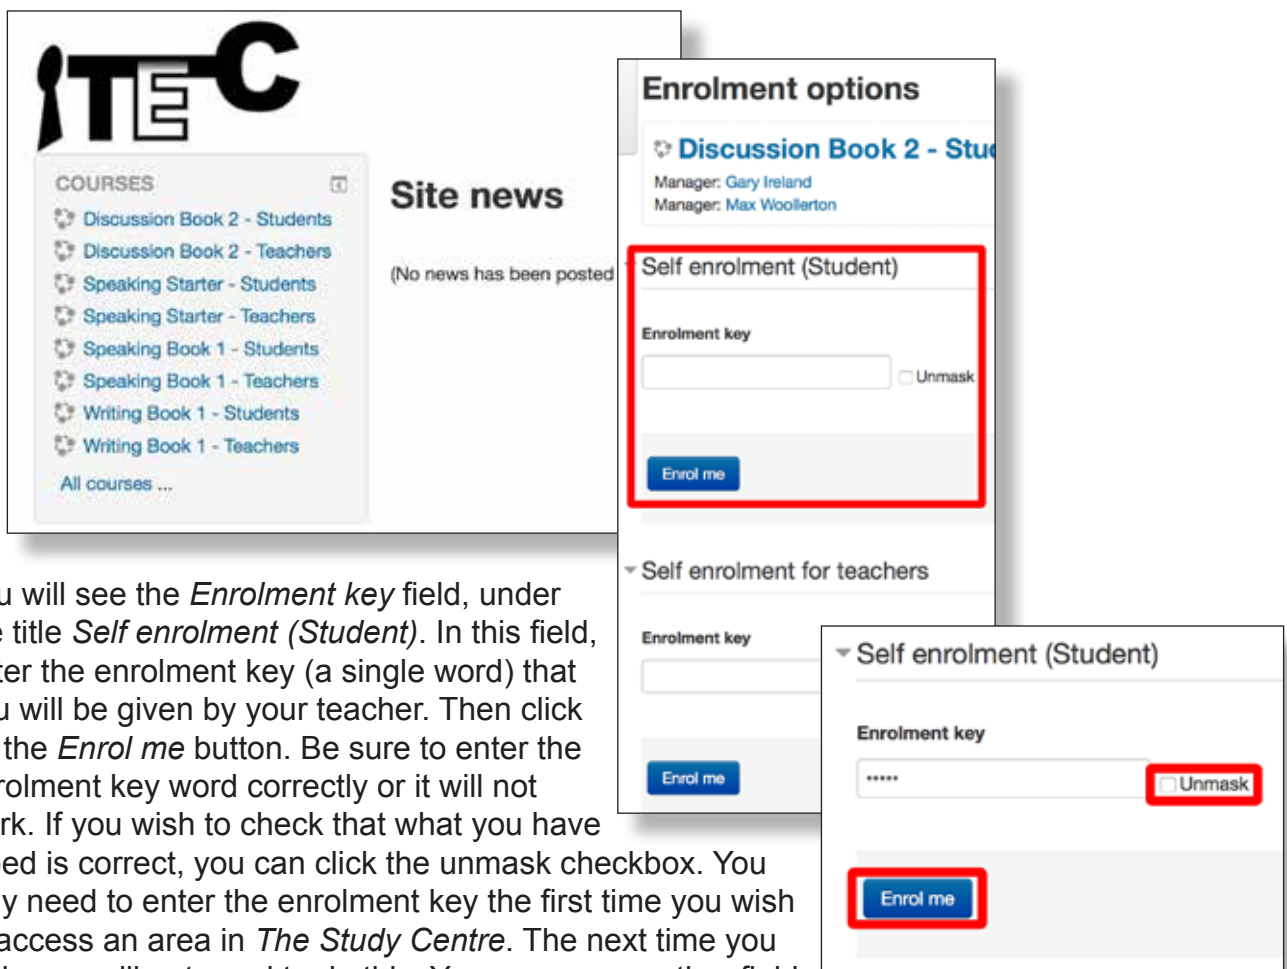 iTEC
COURSES
Discussion Book 2 - Students
Discussion Book 2 - Teachers
Speaking Starter - Students
Speaking Starter - Teachers
Speaking Book 1 - Students
Speaking Book 1 - Teachers
Writing Book 1 - Students
Writing Book 1 - Teachers
All courses ...
Site news
(No news has been posted
Enrolment options
Discussion Book 2 - Stu
Manager: Gary Ireland
Manager: Max Woollerton
Self enrolment (Student)
Enrolment key
Unmask
Enrol me
Self enrolment for teachers
Enrolment key
Enrol me
Self enrolment (Student)
Enrolment key
•••••
Unmask
Enrol me
u will see the Enrolment key field, under
e title Self enrolment (Student). In this field,
ter the enrolment key (a single word) that
u will be given by your teacher. Then click
the Enrol me button. Be sure to enter the
rolment key word correctly or it will not
rk. If you wish to check that what you have
ed is correct, you can click the unmask checkbox. You
y need to enter the enrolment key the first time you wish
access an area in The Study Centre. The next time you